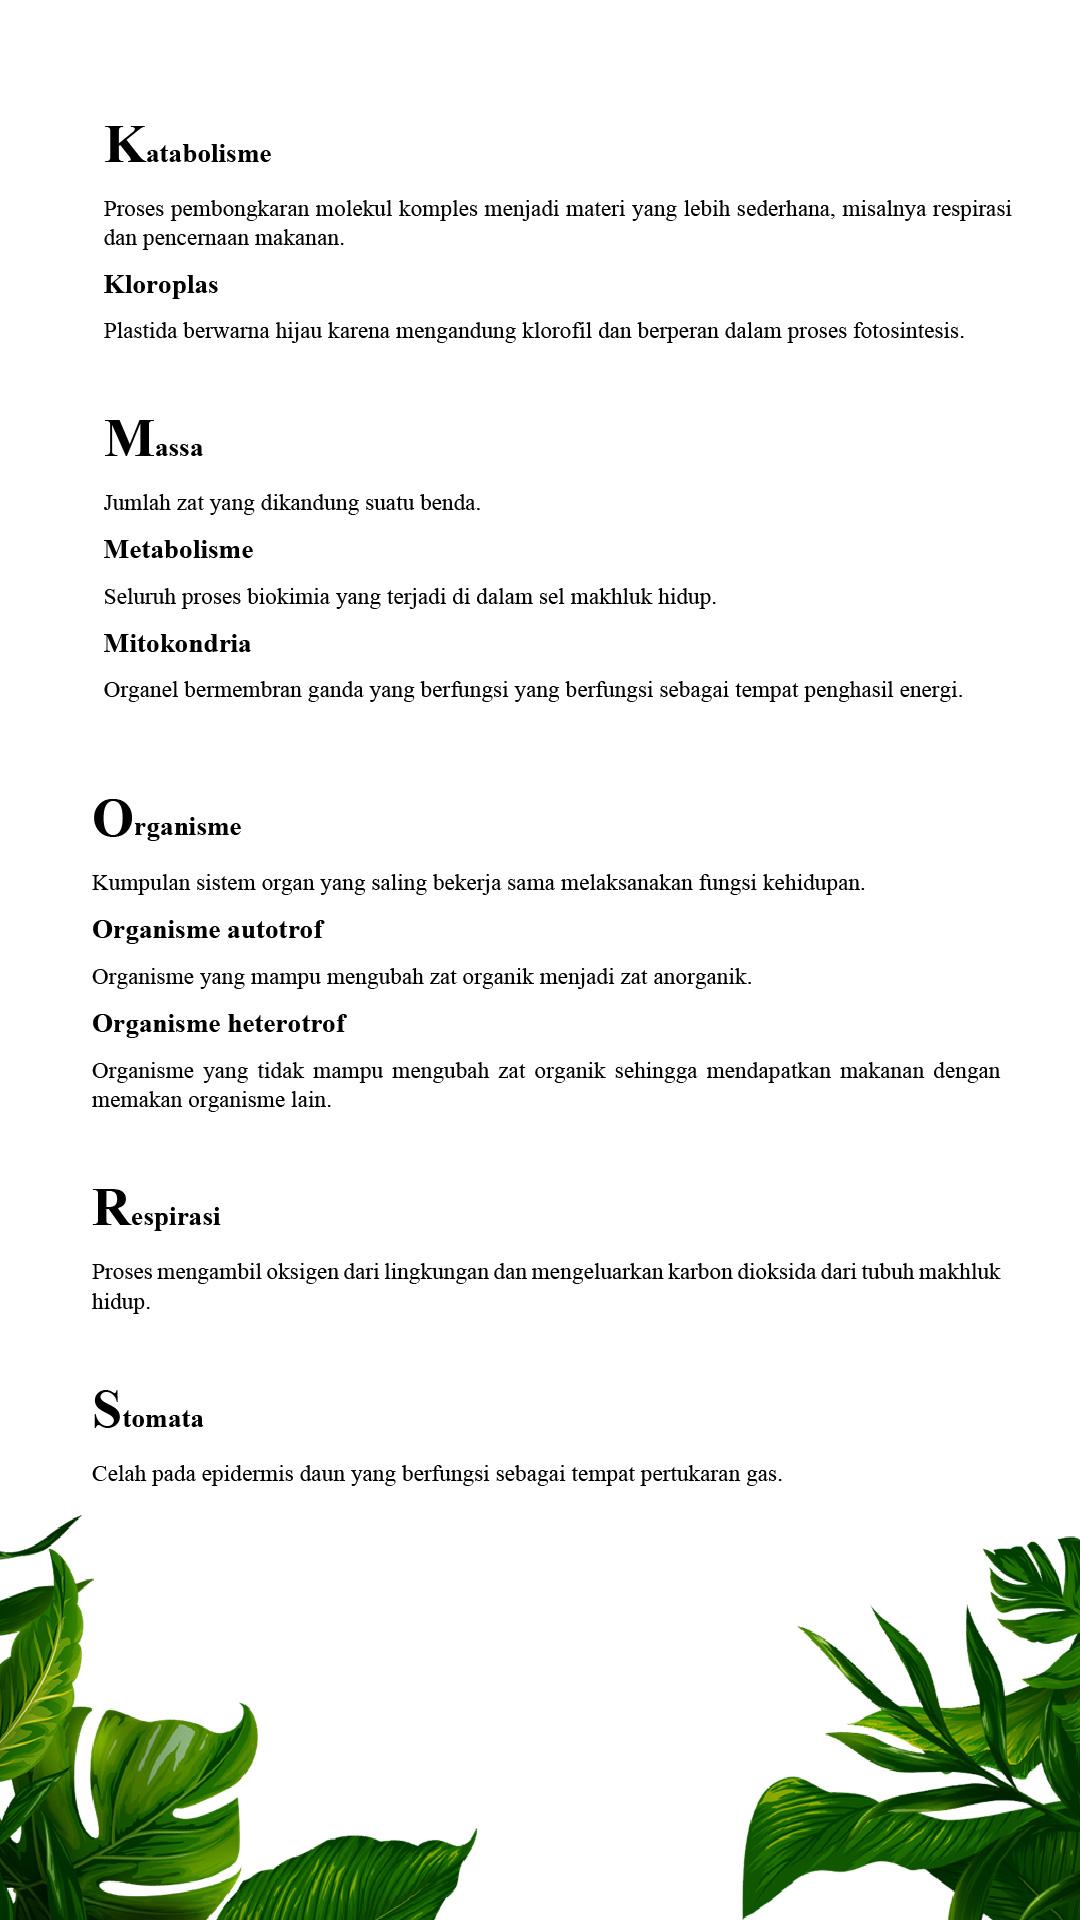 Katabolisme
Proses pembongkaran molekul komples menjadi materi yang lebih sederhana, misalnya respirasi
dan pencernaan makanan.
Kloroplas
Plastida berwarna hijau karena mengandung klorofil dan berperan dalam proses fotosintesis.
Massa
Jumlah zat yang dikandung suatu benda.
Metabolisme
Seluruh proses biokimia yang terjadi di dalam sel makhluk hidup.
Mitokondria
Organel bermembran ganda yang berfungsi yang berfungsi sebagai tempat penghasil energi.
Organisme
Kumpulan sistem organ yang saling bekerja sama melaksanakan fungsi kehidupan.
Organisme autotrof
Organisme yang mampu mengubah zat organik menjadi zat anorganik.
Organisme heterotrof
Organisme yang tidak mampu mengubah zat organik sehingga mendapatkan makanan dengan
memakan organisme lain.
Respirasi
Proses mengambil oksigen dari lingkungan dan mengeluarkan karbon dioksida dari tubuh makhluk
hidup.
Stomata
Celah pada epidermis daun yang berfungsi sebagai tempat pertukaran gas.